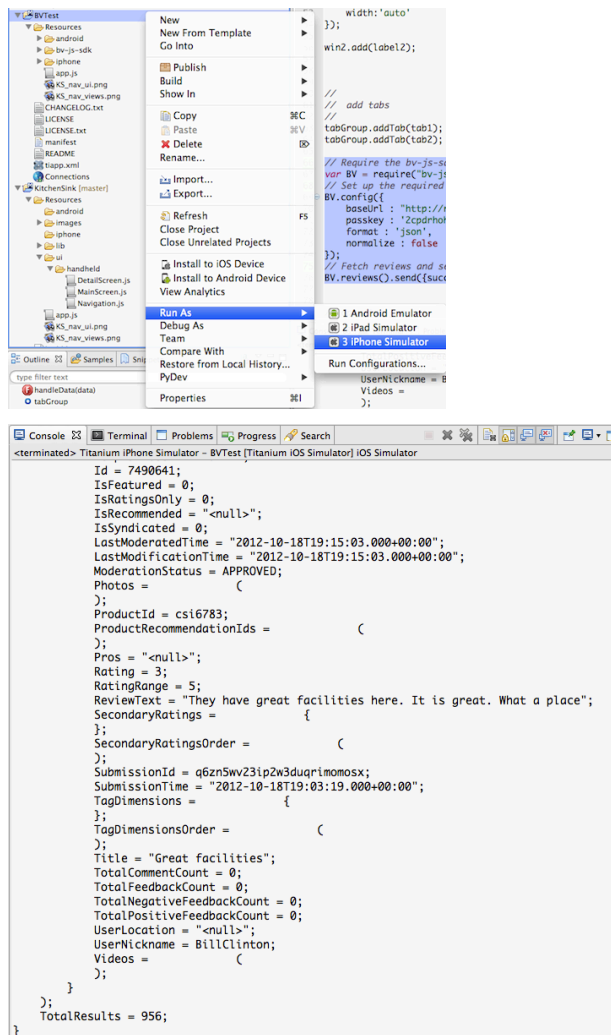 BVTest
Resources
android
bv-js-sdk
iphone
app.js
KS_nav_ui.png
KS_nav_views.png
CHANGELOG.txt
LICENSE
LICENSE.txt
manifest
README
tiapp.xml
Connections
KitchenSink [master]
Resources
android
images
iphone
lib
ui
handheld
DetailScreen.js
MainScreen.js
Navigation.js
app.js
KS_nav_ui.png
KS_nav_views.png
Outline Samples Snip
type filter text
handleData(data)
tabGroup
New
New From Template
Go Into
Publish
Build
Show In
Copy ⌘C
Paste ⌘V
Delete ⌦
Rename...
Import...
Export...
Refresh F5
Close Project
Close Unrelated Projects
Install to iOS Device
Install to Android Device
View Analytics
Run As
Debug As
Team
Compare With
Restore from Local History...
PyDev
Properties ⌘I
1 Android Emulator
2 iPad Simulator
3 iPhone Simulator
Run Configurations...
width:'auto'
});
win2.add(label2);
//
// add tabs
//
tabGroup.addTab(tab1);
tabGroup.addTab(tab2);
// Require the bv-js-s
var BV = require("bv-js
// Set up the required
BV.config({
baseUrl : "http://
passkey : '2cpdrho
format : 'json',
normalize : false
});
// Fetch reviews and se
BV.reviews().send({succ
UserNickname = B
Videos =
);
Console Terminal Problems Progress Search
<terminated> Titanium iPhone Simulator - BVTest [Titanium iOS Simulator] iOS Simulator
Id = 7490641;
IsFeatured = 0;
IsRatingsOnly = 0;
IsRecommended = "<null>";
IsSyndicated = 0;
LastModeratedTime = "2012-10-18T19:15:03.000+00:00";
LastModificationTime = "2012-10-18T19:15:03.000+00:00";
ModerationStatus = APPROVED;
Photos = (
);
ProductId = csi6783;
ProductRecommendationIds = (
);
Pros = "<null>";
Rating = 3;
RatingRange = 5;
ReviewText = "They have great facilities here. It is great. What a place";
SecondaryRatings = {
};
SecondaryRatingsOrder = (
);
SubmissionId = q6zn5wv23ip2w3duqrimomosx;
SubmissionTime = "2012-10-18T19:03:19.000+00:00";
TagDimensions = {
};
TagDimensionsOrder = (
);
Title = "Great facilities";
TotalCommentCount = 0;
TotalFeedbackCount = 0;
TotalNegativeFeedbackCount = 0;
TotalPositiveFeedbackCount = 0;
UserLocation = "<null>";
UserNickname = BillClinton;
Videos = (
);
}
);
TotalResults = 956;
}